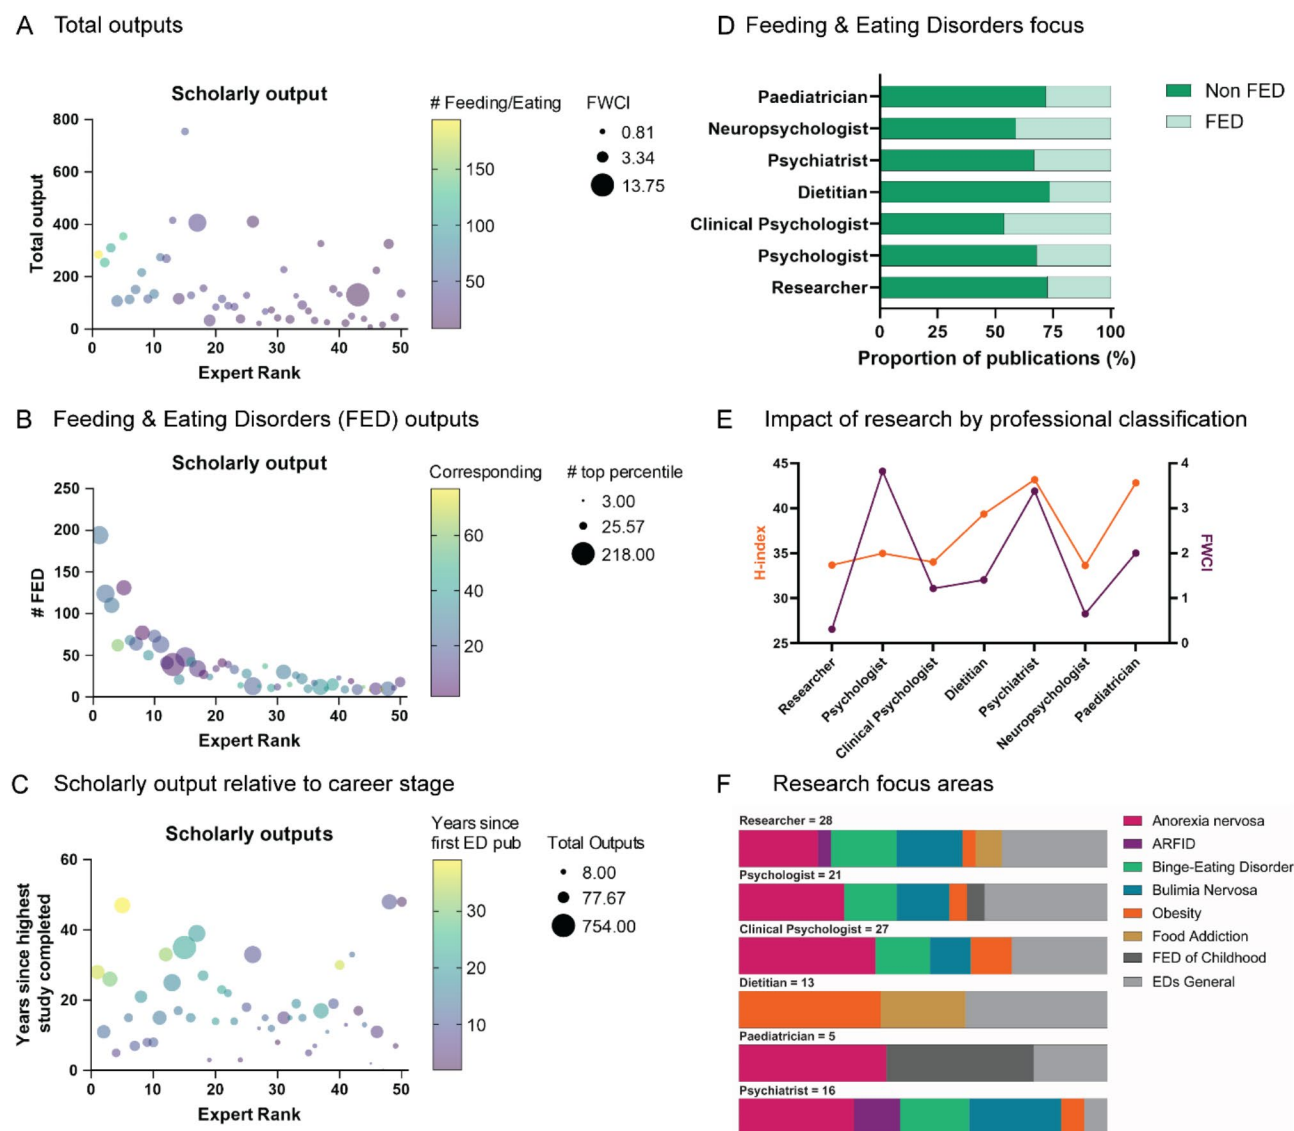 A Total outputs
Scholarly output
# Feeding/Eating
FWCI
800
600
400
200
0
Total output
0 10 20 30 40 50
Expert Rank
150
100
50
0.81
3.34
13.75
B Feeding & Eating Disorders (FED) outputs
Scholarly output
Corresponding
# top percentile
250
200
150
100
50
0
# FED
0 10 20 30 40 50
Expert Rank
60
40
20
3.00
25.57
218.00
C Scholarly output relative to career stage
Scholarly outputs
Years since
first ED pub
Total Outputs
60
40
20
0
Years since highest
study completed
0 10 20 30 40 50
Expert Rank
30
20
10
8.00
77.67
754.00
D Feeding & Eating Disorders focus
Paediatrician
Neuropsychologist
Psychiatrist
Dietitian
Clinical Psychologist
Psychologist
Researcher
0 25 50 75 100
Proportion of publications (%)
Non FED
FED
E Impact of research by professional classification
45
40
35
30
25
H-index
4
3
2
1
0
FWCI
Researcher
Psychologist
Clinical Psychologist
Dietitian
Psychiatrist
Neuropsychologist
Paediatrician
F Research focus areas
Researcher = 28
Psychologist = 21
Clinical Psychologist = 27
Dietitian = 13
Paediatrician = 5
Psychiatrist = 16
Anorexia nervosa
ARFID
Binge-Eating Disorder
Bulimia Nervosa
Obesity
Food Addiction
FED of Childhood
EDs General